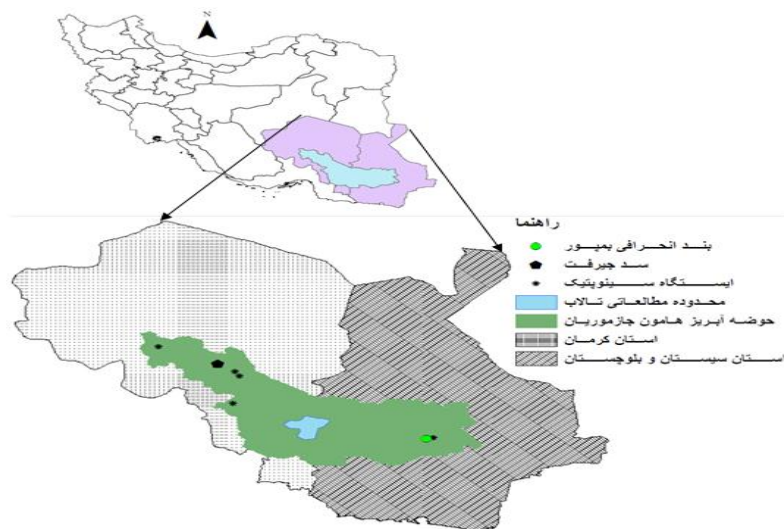 N
راهنما
بند انحرافی بمپور
سد جیرفت
ایستگاه سینوپتیک
محدوده مطالعاتی تالاب
حوضه آبریز هامون جازموریان
استان کرمان
استان سیستان و بلوچستان